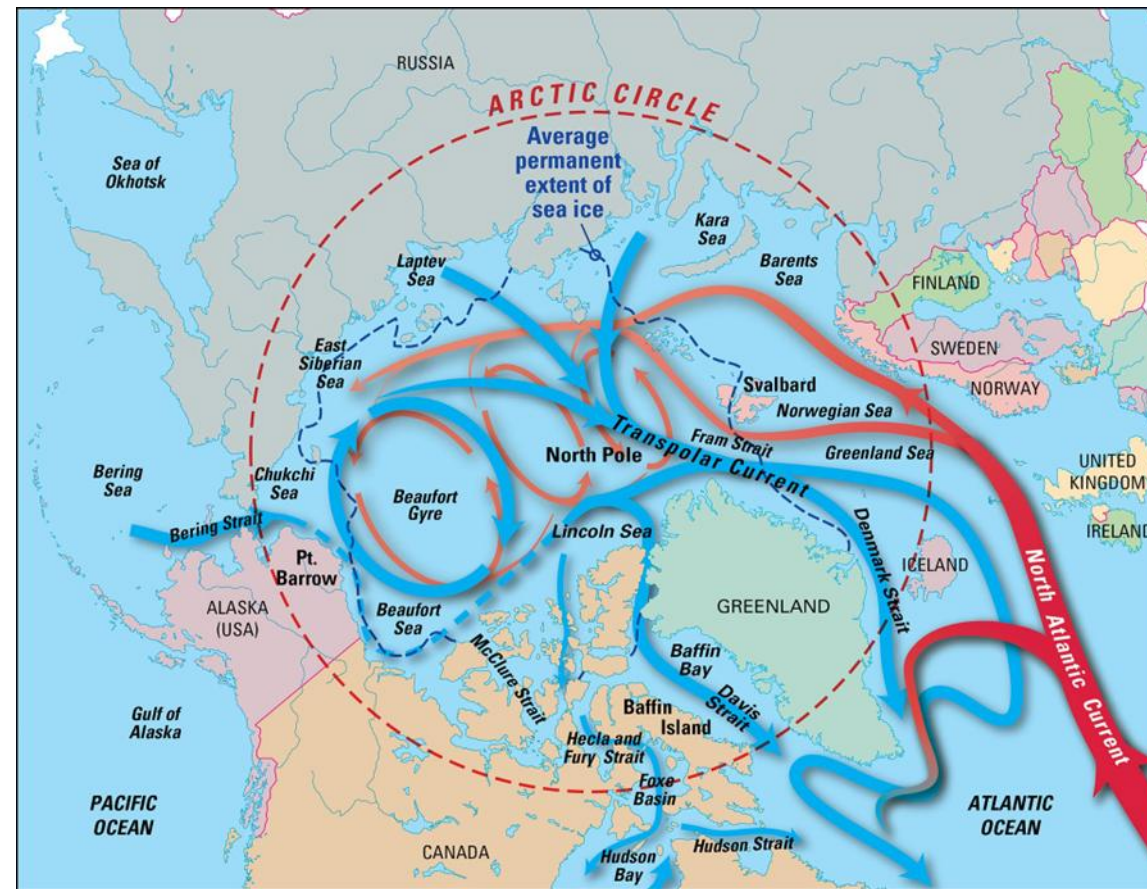 RUSSIA
ARCTIC CIRCLE
Average
permanent
extent of
sea ice
Sea of
Okhotsk
Kara
Sea
Laptev
Sea
Barents
Sea
FINLAND
East
Siberian
Sea
SWEDEN
Svalbard
NORWAY
Norwegian Sea
Transpolar Current
Fram Strait
Greenland Sea
North Pole
UNITED
KINGDOM
Bering
Sea
Chukchi
Sea
Beaufort
Gyre
Bering Strait
Lincoln Sea
Denmark Strait
IRELAND
Pt.
Barrow
ICELAND
North Atlantic Current
ALASKA
(USA)
Beaufort
Sea
GREENLAND
McClure Strait
Baffin
Bay
Davis
Strait
Gulf of
Alaska
Baffin
Island
Hecla and
Fury Strait
Foxe
Basin
PACIFIC
OCEAN
ATLANTIC
OCEAN
CANADA
Hudson
Bay
Hudson Strait